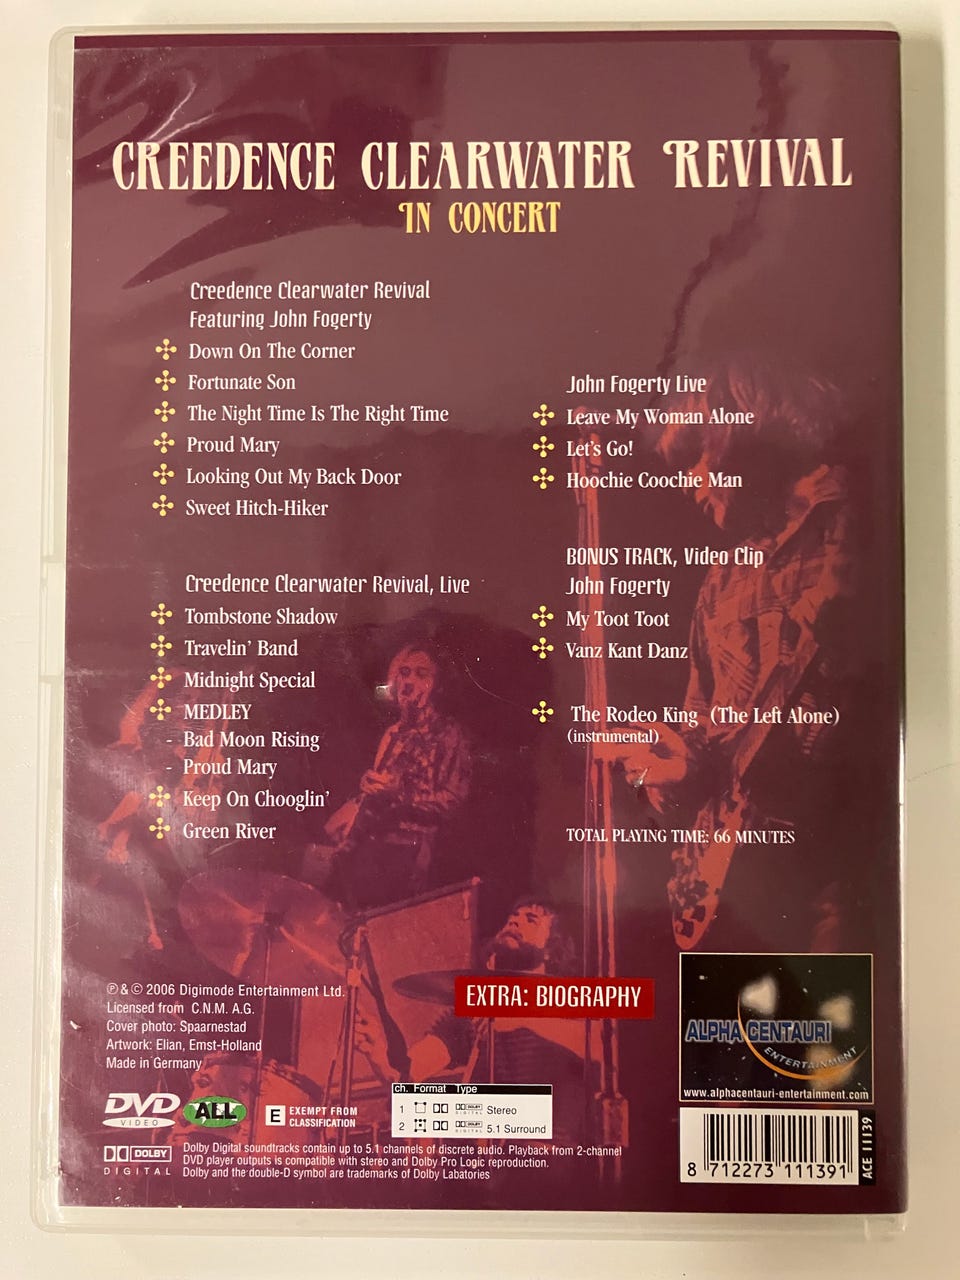 CREEDENCE CLEARWATER REVIVAL
IN CONCERT
Creedence Clearwater Revival
Featuring John Fogerty
Down On The Corner
Fortunate Son
The Night Time Is The Right Time
Proud Mary
Looking Out My Back Door
Sweet Hitch-Hiker
Creedence Clearwater Revival, Live
Tombstone Shadow
Travelin' Band
Midnight Special
MEDLEY
- Bad Moon Rising
- Proud Mary
Keep On Chooglin'
Green River
John Fogerty Live
Leave My Woman Alone
Let's Go!
Hoochie Coochie Man
BONUS TRACK, Video Clip
John Fogerty
My Toot Toot
Vanz Kant Danz
The Rodeo King (The Left Alone)
(instrumental)
TOTAL PLAYING TIME: 66 MINUTES
℗ & © 2006 Digimode Entertainment Ltd.
Licensed from C.N.M. A.G.
Cover photo: Spaarnestad
Artwork: Elian, Emst-Holland
Made in Germany
EXTRA: BIOGRAPHY
ALPHA CENTAURI
ENTERTAINMENT
www.alphacentauri-entertainment.com
DVD
VIDEO
ALL
E EXEMPT FROM
CLASSIFICATION
ch. Format Type
1 DOLBY DIGITAL Stereo
2 DOLBY DIGITAL 5.1 Surround
DOLBY
DIGITAL
Dolby Digital soundtracks contain up to 5.1 channels of discrete audio. Playback from 2-channel
DVD player outputs is compatible with stereo and Dolby Pro Logic reproduction.
Dolby and the double-D symbol are trademarks of Dolby Labatories
8 712273 111391
ACE 11139